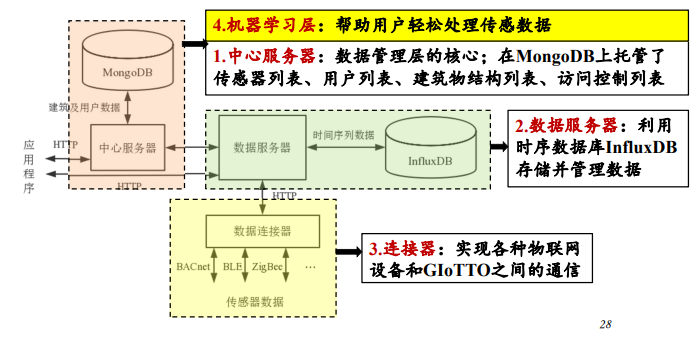 4.机器学习层：帮助用户轻松处理传感数据
1.中心服务器：数据管理层的核心；在MongoDB上托管了
传感器列表、用户列表、建筑物结构列表、访问控制列表
MongoDB
建筑及用户数据
应用程序
HTTP
中心服务器
HTTP
数据服务器
时间序列数据
InfluxDB
2.数据服务器：利用
时序数据库InfluxDB
存储并管理数据
HTTP
数据连接器
BACnet BLE ZigBee …
传感器数据
3.连接器：实现各种物联网
设备和GIoTTO之间的通信
28